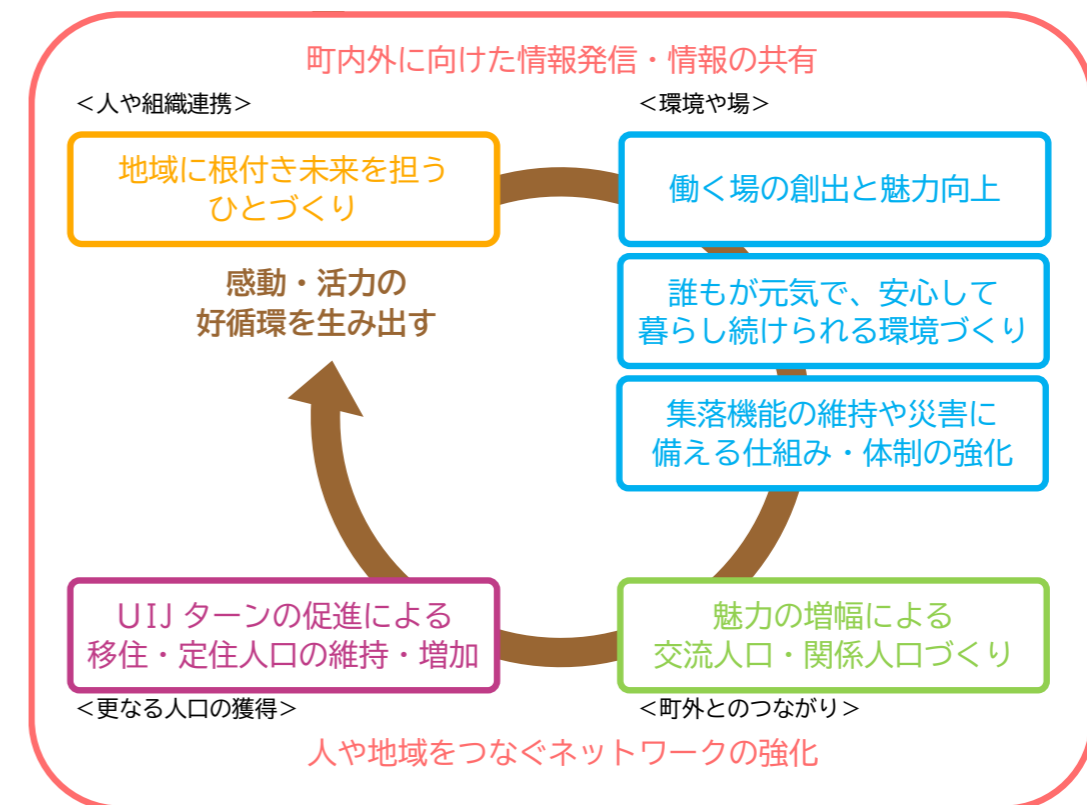 町内外に向けた情報発信・情報の共有
<人や組織連携>
<環境や場>
地域に根付き未来を担う
ひとづくり
働く場の創出と魅力向上
感動・活力の
好循環を生み出す
誰もが元気で、安心して
暮らし続けられる環境づくり
集落機能の維持や災害に
備える仕組み・体制の強化
UIJターンの促進による
移住・定住人口の維持・増加
魅力の増幅による
交流人口・関係人口づくり
<更なる人口の獲得>
<町外とのつながり>
人や地域をつなぐネットワークの強化